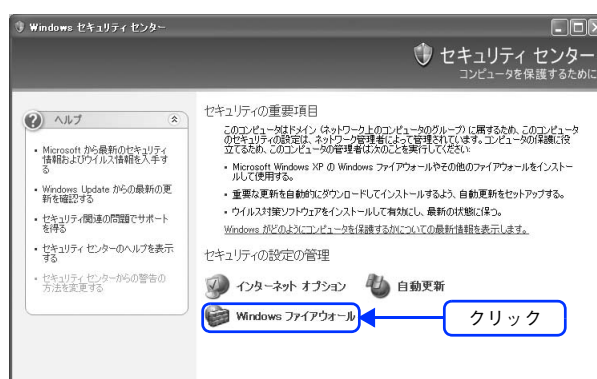 Windows セキュリティ センター
セキュリティ センター
コンピュータを保護するために
ヘルプ
・Microsoft から最新のセキュリティ
情報およびウイルス情報を入手す
る
・Windows Update からの最新の更
新を確認する
・セキュリティ関連の問題でサポート
を得る
・セキュリティ センターのヘルプを表示
する
・セキュリティ センターからの警告の
方法を変更する
セキュリティの重要項目
このコンピュータはドメイン (ネットワーク上のコンピュータのグループ) に属するため、このコンピュータ
のセキュリティの設定は、ネットワーク管理者によって管理されています。コンピュータの保護に役
立てるため、このコンピュータの管理者は次のことを実行してください:
・Microsoft Windows XP の Windows ファイアウォールやその他のファイアウォールをインストー
ルして使用する。
・重要な更新を自動的にダウンロードしてインストールするよう、自動更新をセットアップする。
・ウイルス対策ソフトウェアをインストールして有効にし、最新の状態に保つ。
Windows がどのようにコンピュータを保護するかについての最新情報を表示します。
セキュリティの設定の管理
インターネット オプション
自動更新
Windows ファイアウォール
クリック